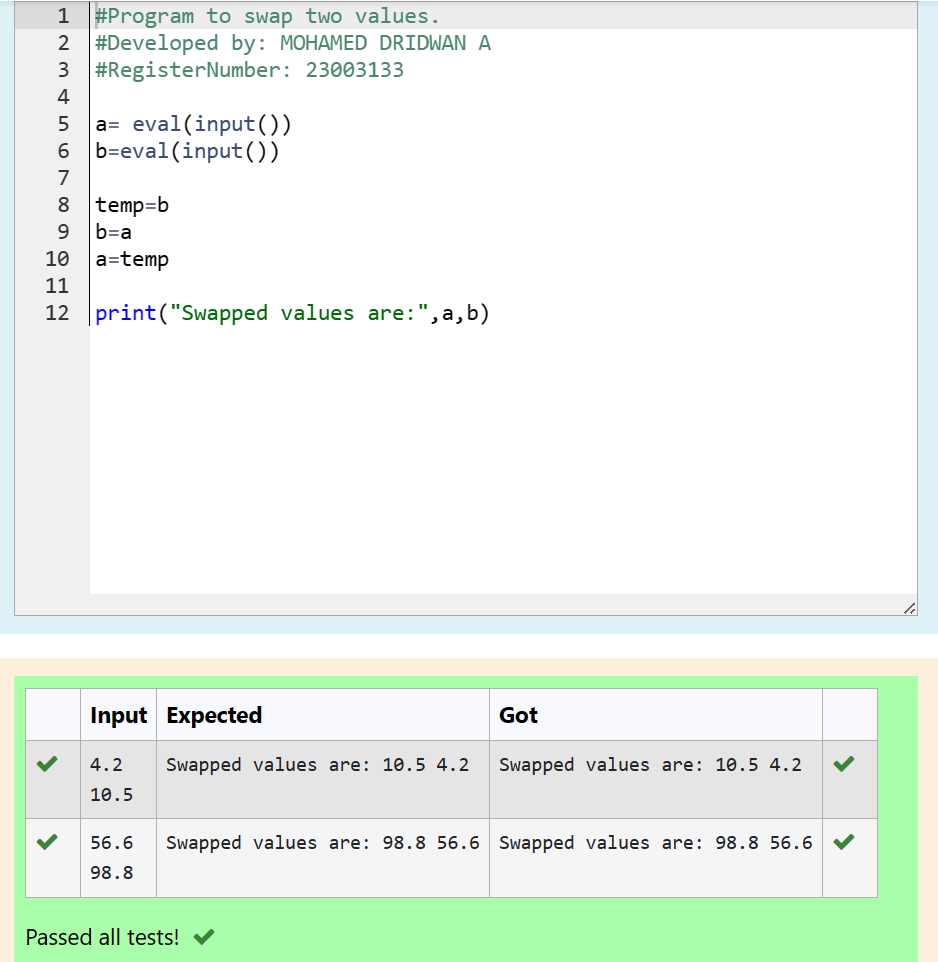 1 #Program to swap two values.
2 #Developed by: MOHAMED DRIDWAN A
3 #RegisterNumber: 23003133
4
5 a= eval(input())
6 b=eval(input())
7
8 temp=b
9 b=a
10 a=temp
11
12 print("Swapped values are:",a,b)
Input Expected Got
4.2 Swapped values are: 10.5 4.2 Swapped values are: 10.5 4.2
10.5
56.6 Swapped values are: 98.8 56.6 Swapped values are: 98.8 56.6
98.8
Passed all tests!